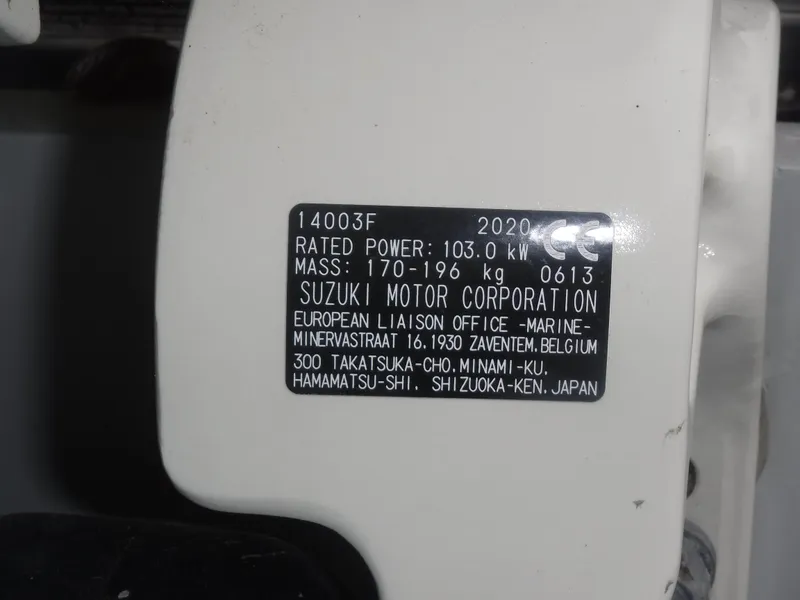 14003F 2020 CE
RATED POWER: 103.0 kW
MASS: 170-196 kg 0613
SUZUKI MOTOR CORPORATION
EUROPEAN LIAISON OFFICE -MARINE-
MINERVASTRAAT 16.1930 ZAVENTEM.BELGIUM
300 TAKATSUKA-CHO.MINAMI-KU.
HAMAMATSU-SHI. SHIZUOKA-KEN.JAPAN